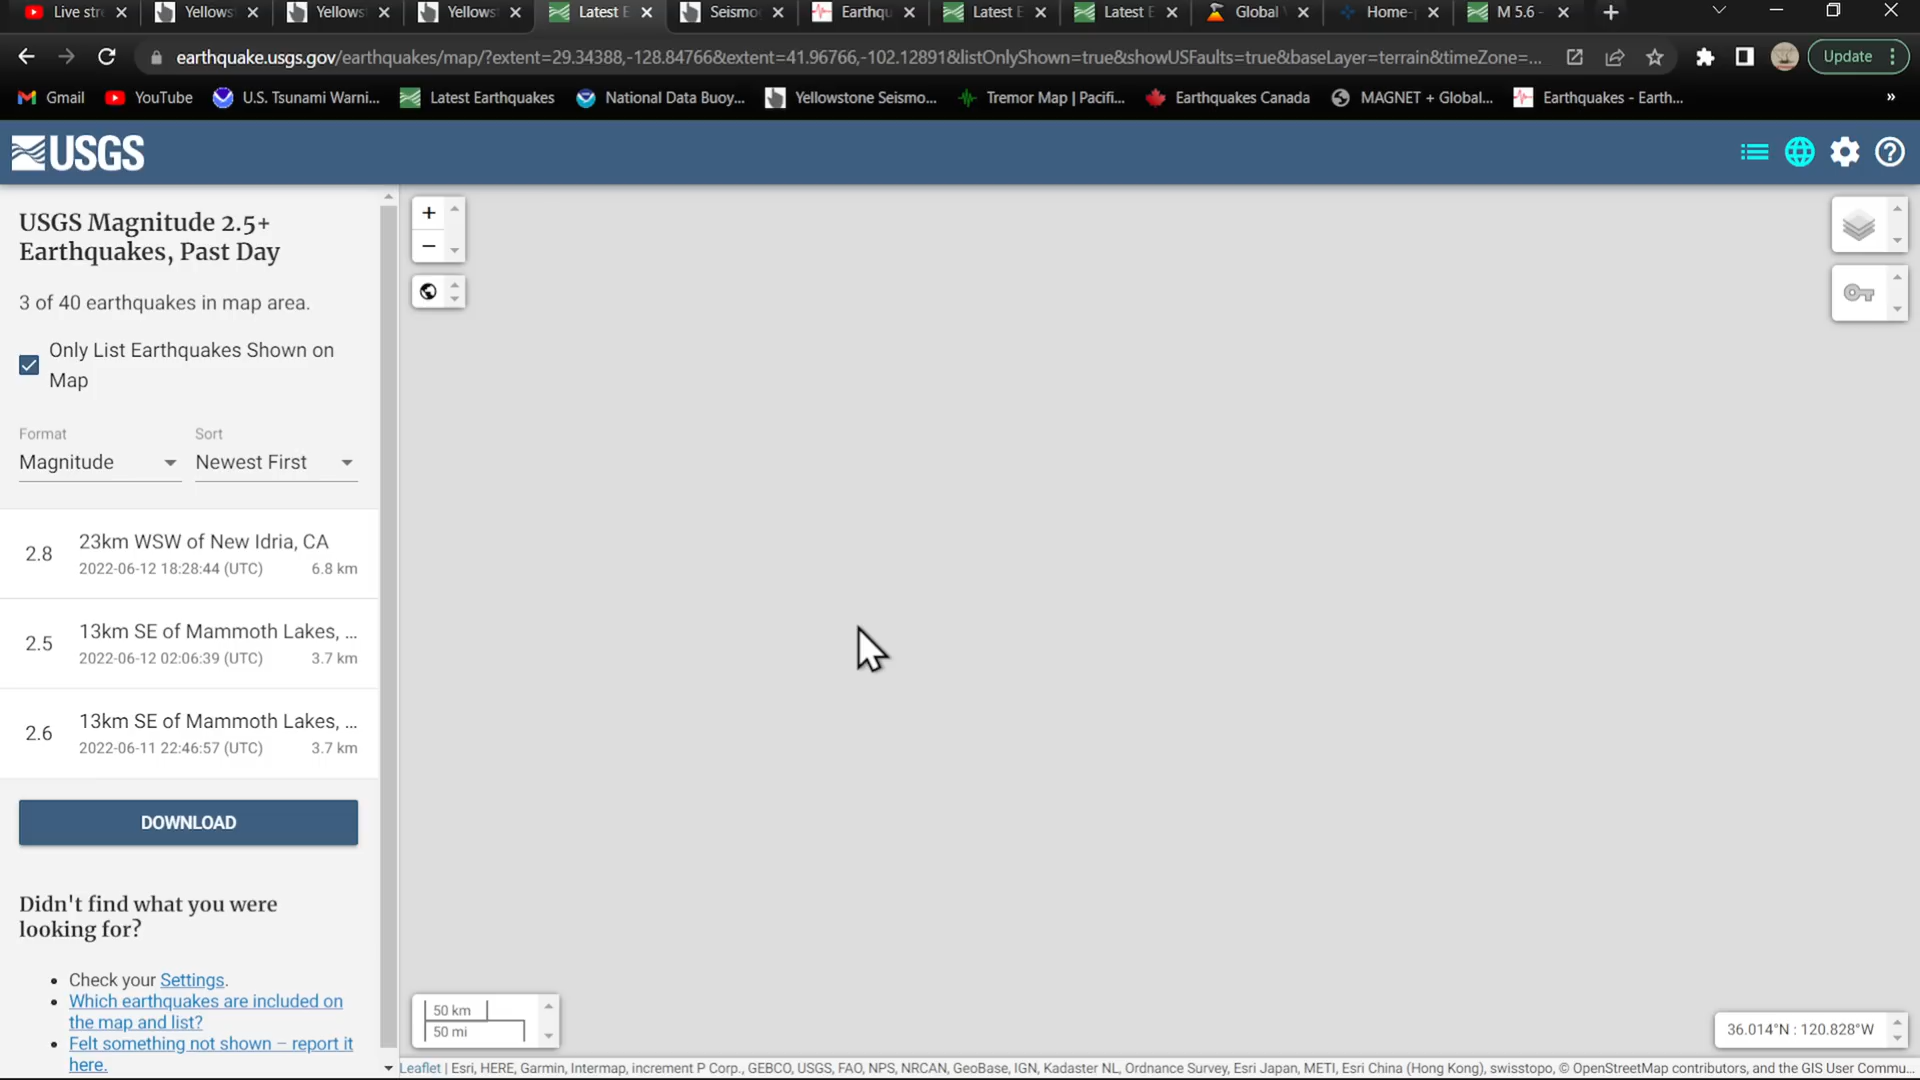 Live str
Yellows
Yellows
Yellows
Latest E
Seismo
Earthqu
Latest E
Latest E
Global
Home-
M 5.6 -
earthquake.usgs.gov/earthquakes/map/?extent=29.34388,-128.84766&extent=41.96766,-102.12891&listOnlyShown=true&showUSFaults=true&baseLayer=terrain&timeZone=...
Update
Gmail
YouTube
U.S. Tsunami Warni...
Latest Earthquakes
National Data Buoy...
Yellowstone Seismo...
Tremor Map | Pacifi...
Earthquakes Canada
MAGNET + Global...
Earthquakes - Earth...
»
USGS
USGS Magnitude 2.5+
Earthquakes, Past Day
3 of 40 earthquakes in map area.
Only List Earthquakes Shown on
Map
Format
Sort
Magnitude
Newest First
2.8
23km WSW of New Idria, CA
2022-06-12 18:28:44 (UTC) 6.8 km
2.5
13km SE of Mammoth Lakes, ...
2022-06-12 02:06:39 (UTC) 3.7 km
2.6
13km SE of Mammoth Lakes, ...
2022-06-11 22:46:57 (UTC) 3.7 km
DOWNLOAD
Didn't find what you were
looking for?
• Check your Settings.
• Which earthquakes are included on
the map and list?
• Felt something not shown – report it
here.
+
−
50 km
50 mi
36.014°N : 120.828°W
Leaflet | Esri, HERE, Garmin, Intermap, increment P Corp., GEBCO, USGS, FAO, NPS, NRCAN, GeoBase, IGN, Kadaster NL, Ordnance Survey, Esri Japan, METI, Esri China (Hong Kong), swisstopo, © OpenStreetMap contributors, and the GIS User Commu...